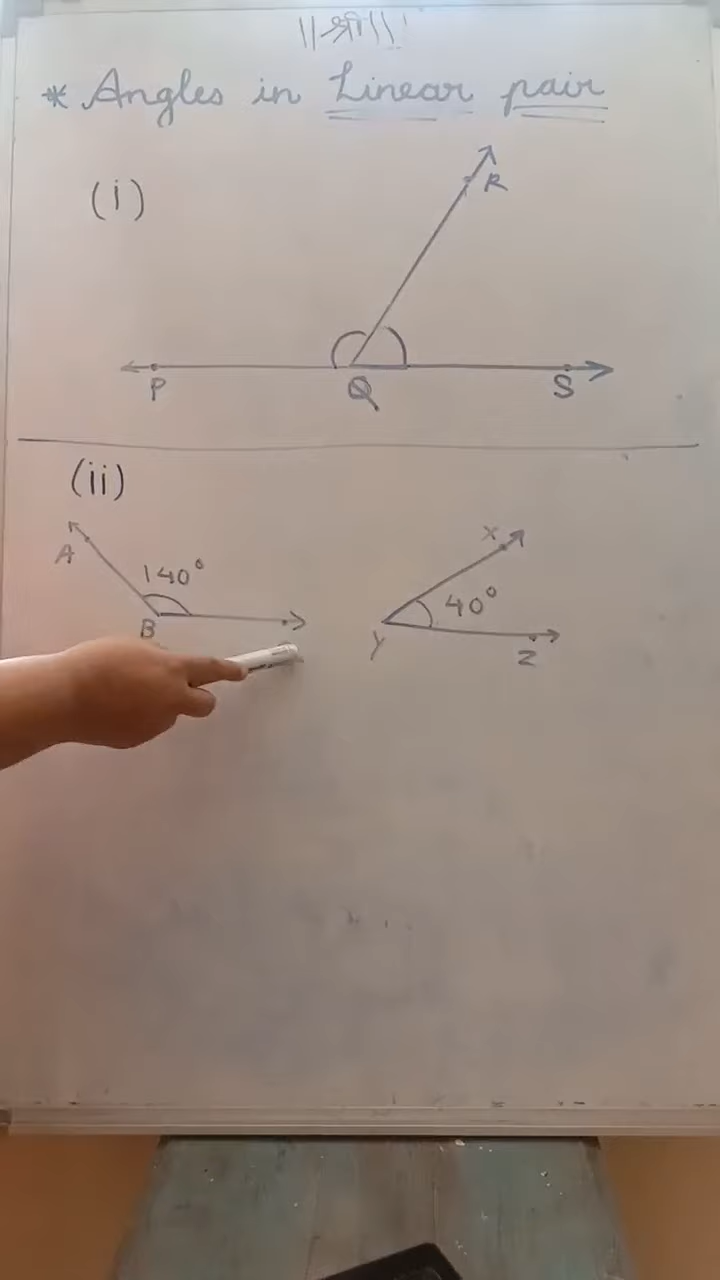 ||श्री||
* Angles in Linear pair
(i)
R
P Q S
(ii)
A 140° B
X 40° Y Z